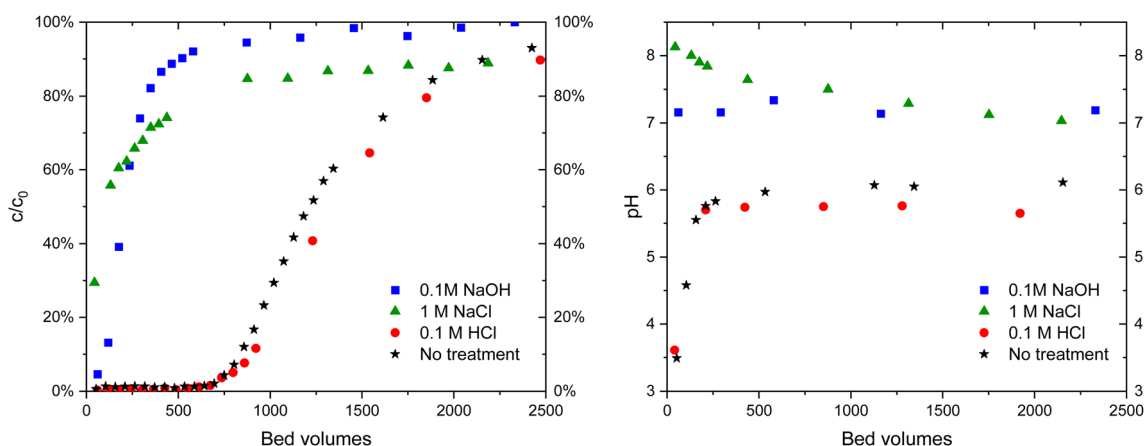 100%
80%
60%
40%
20%
0%
c/c0
100%
80%
60%
40%
20%
0%
0.1M NaOH
1 M NaCl
0.1 M HCl
No treatment
0 500 1000 1500 2000 2500
Bed volumes
8
7
6
5
4
3
pH
8
7
6
5
4
3
0.1M NaOH
1 M NaCl
0.1 M HCl
No treatment
0 500 1000 1500 2000 2500
Bed volumes